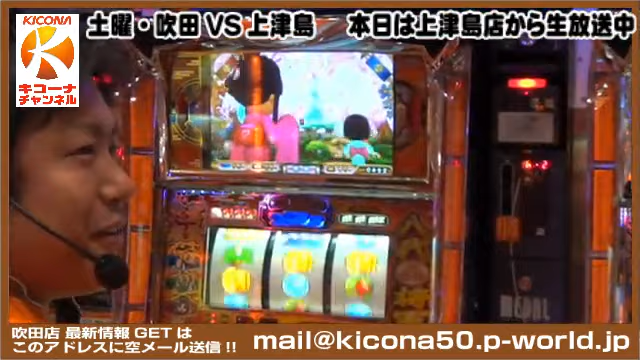 KICONA
キコーナ
チャンネル
土曜・吹田 VS 上津島 本日は上津島店から生放送中
吹田店 最新情報 GET は
このアドレスに空メール送信 !!
mail@kicona50.p-world.jp